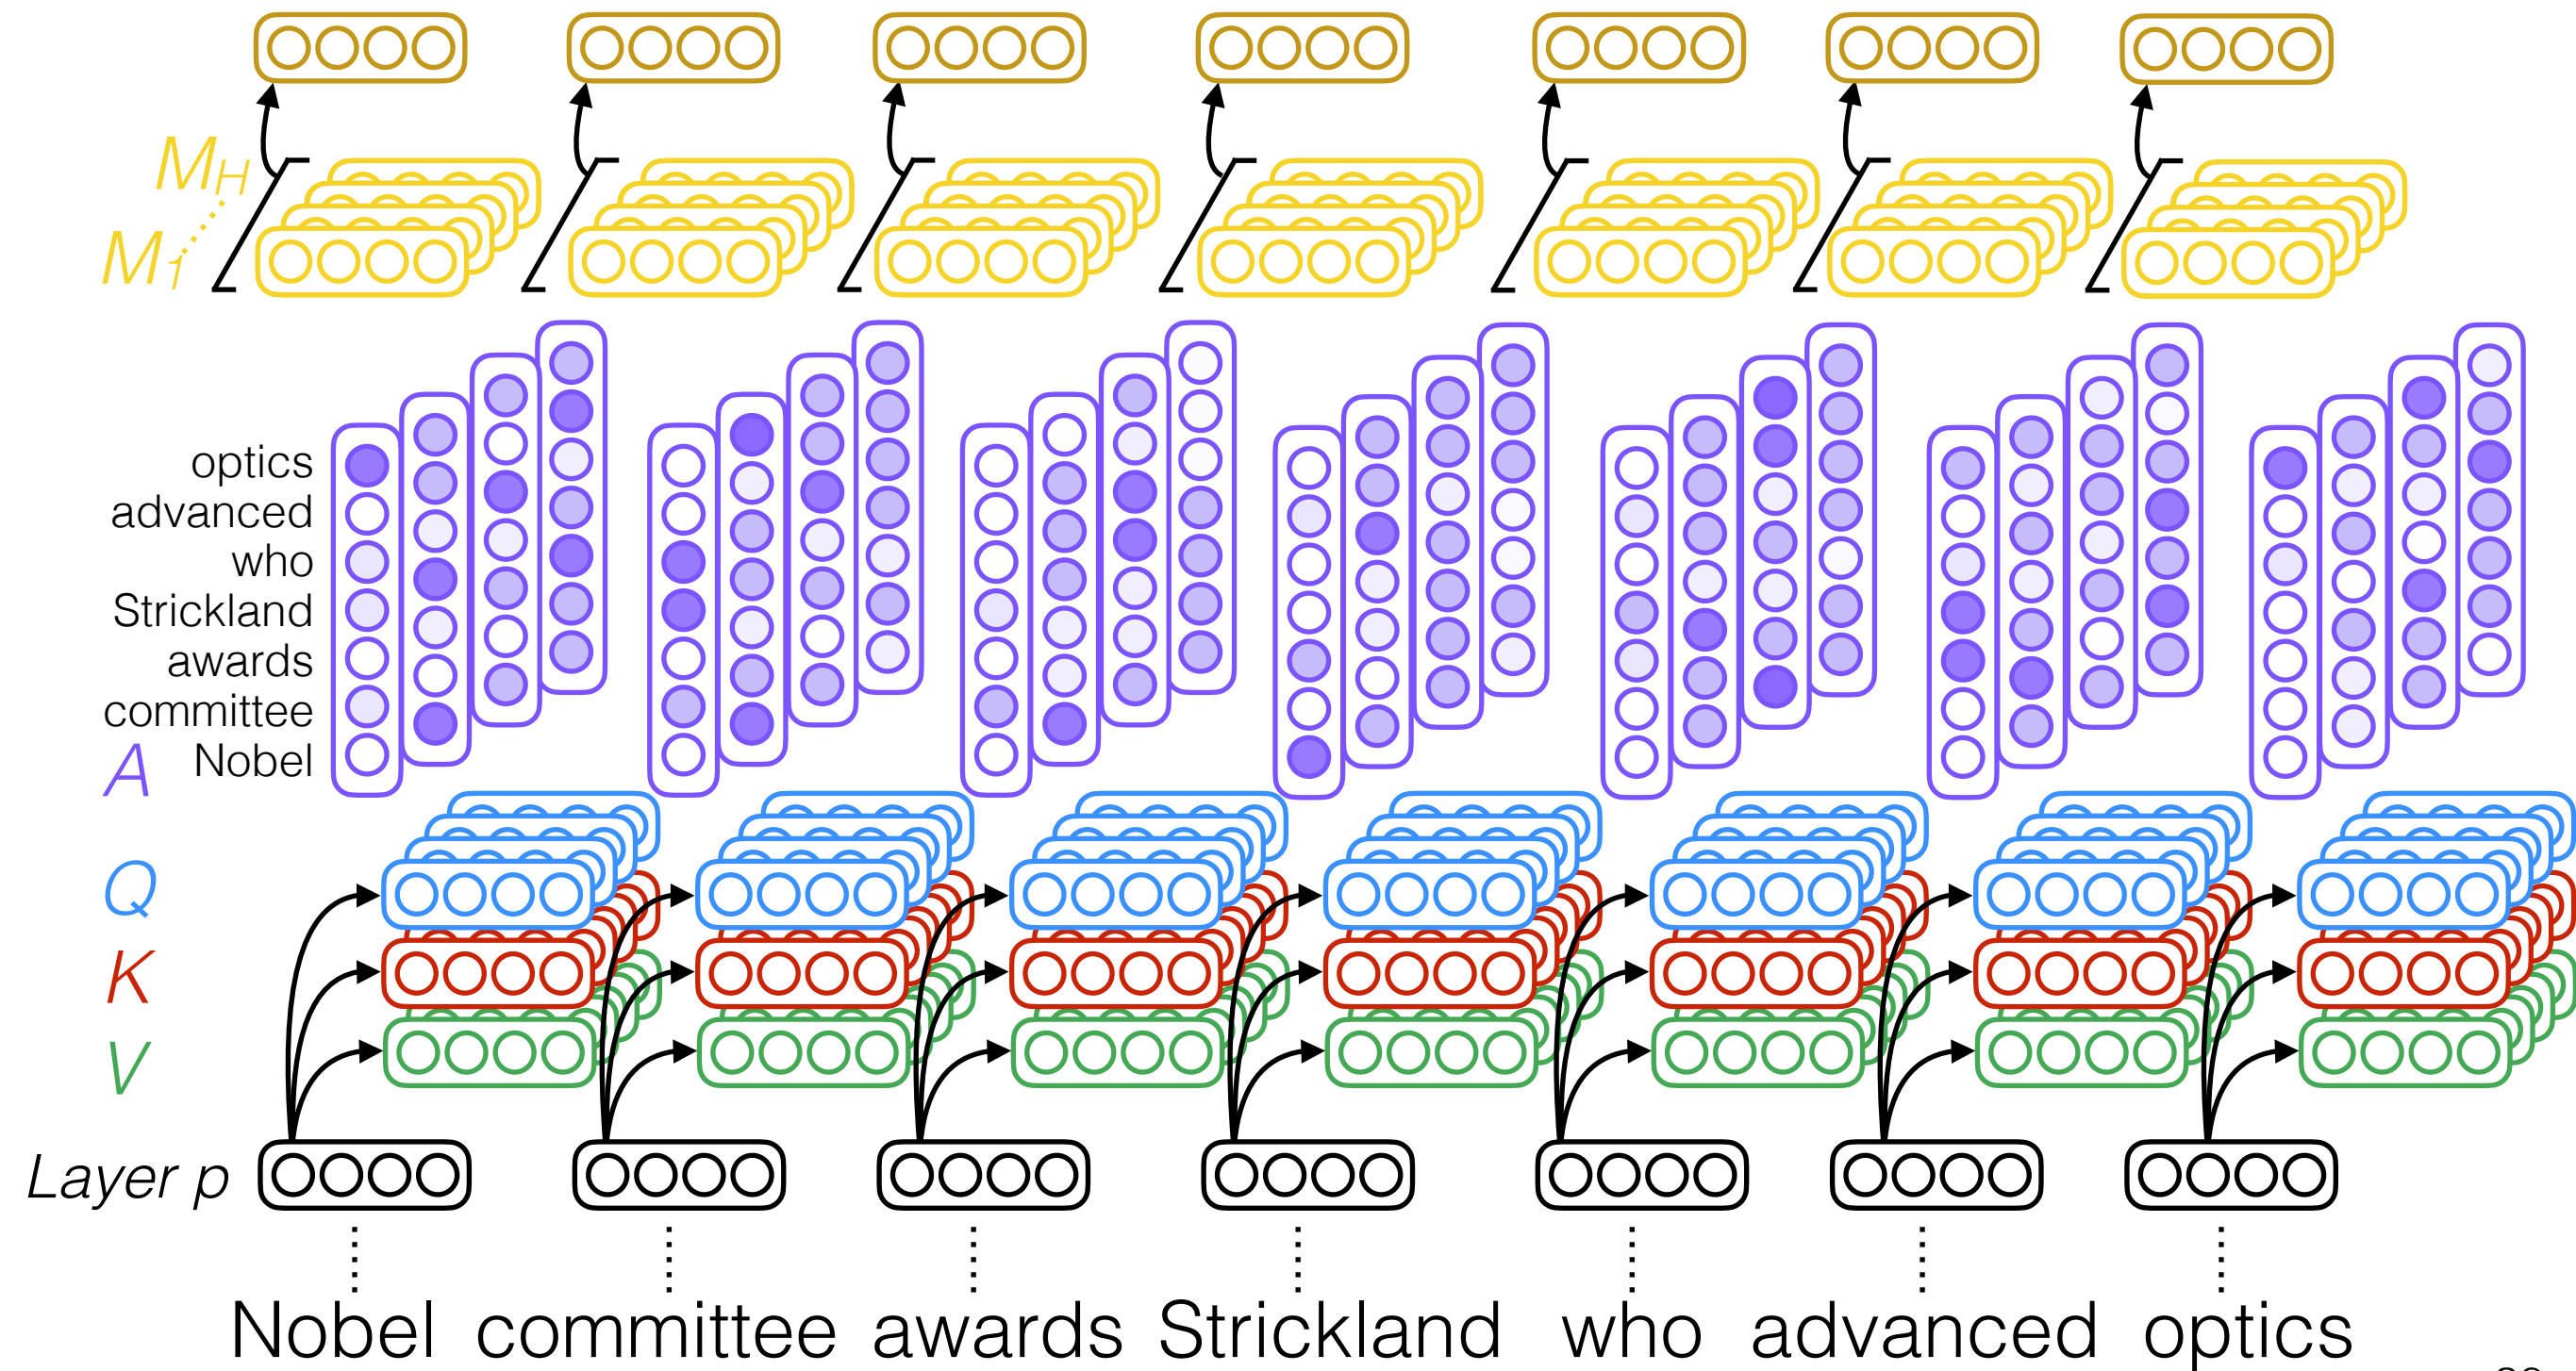 M_H
M_1
optics
advanced
who
Strickland
awards
committee
Nobel
A
Q
K
V
Layer p
Nobel committee awards Strickland who advanced optics